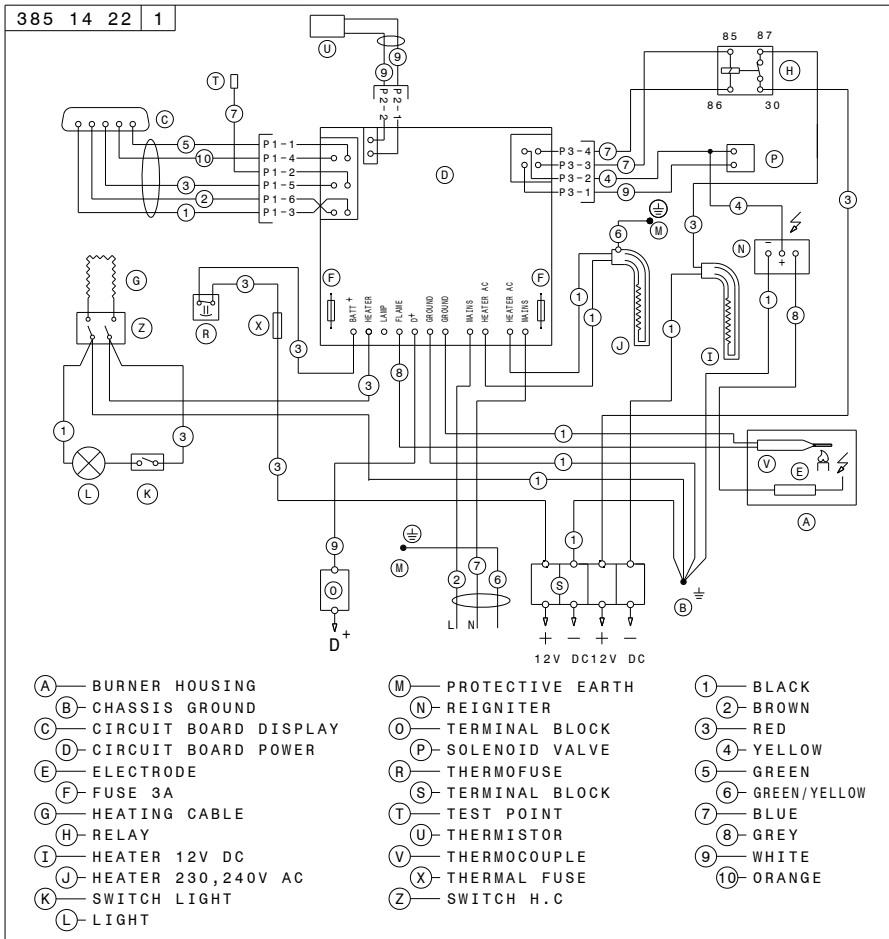 385 14 22 1
U
85 87
T
9
9
H
7
C
P2-2
P2-1
86 30
5 P1-1
10 P1-4
P1-2
3 P1-5
2 P1-6
1 P1-3
D
P3-4 7
P3-3 7
P3-2 4
P3-1 9
P
6
M
3
4
3
N
- + 
G
3
F
F
1
1
1
1
8
Z
R
X
J
I
BATT +
HEATER
LAMP
FLAME
D+
GROUND
GROUND
MAINS
HEATER AC
HEATER AC
MAINS
3
8
3
1
3
1
V
E
L
K
3
1
1
A
9
M
1
O
2
7
6
S
B
L N
D+
+ - + -
12V DC 12V DC
A BURNER HOUSING
B CHASSIS GROUND
C CIRCUIT BOARD DISPLAY
D CIRCUIT BOARD POWER
E ELECTRODE
F FUSE 3A
G HEATING CABLE
H RELAY
I HEATER 12V DC
J HEATER 230,240V AC
K SWITCH LIGHT
L LIGHT
M PROTECTIVE EARTH
N REIGNITER
O TERMINAL BLOCK
P SOLENOID VALVE
R THERMOFUSE
S TERMINAL BLOCK
T TEST POINT
U THERMISTOR
V THERMOCOUPLE
X THERMAL FUSE
Z SWITCH H.C
1 BLACK
2 BROWN
3 RED
4 YELLOW
5 GREEN
6 GREEN/YELLOW
7 BLUE
8 GREY
9 WHITE
10 ORANGE